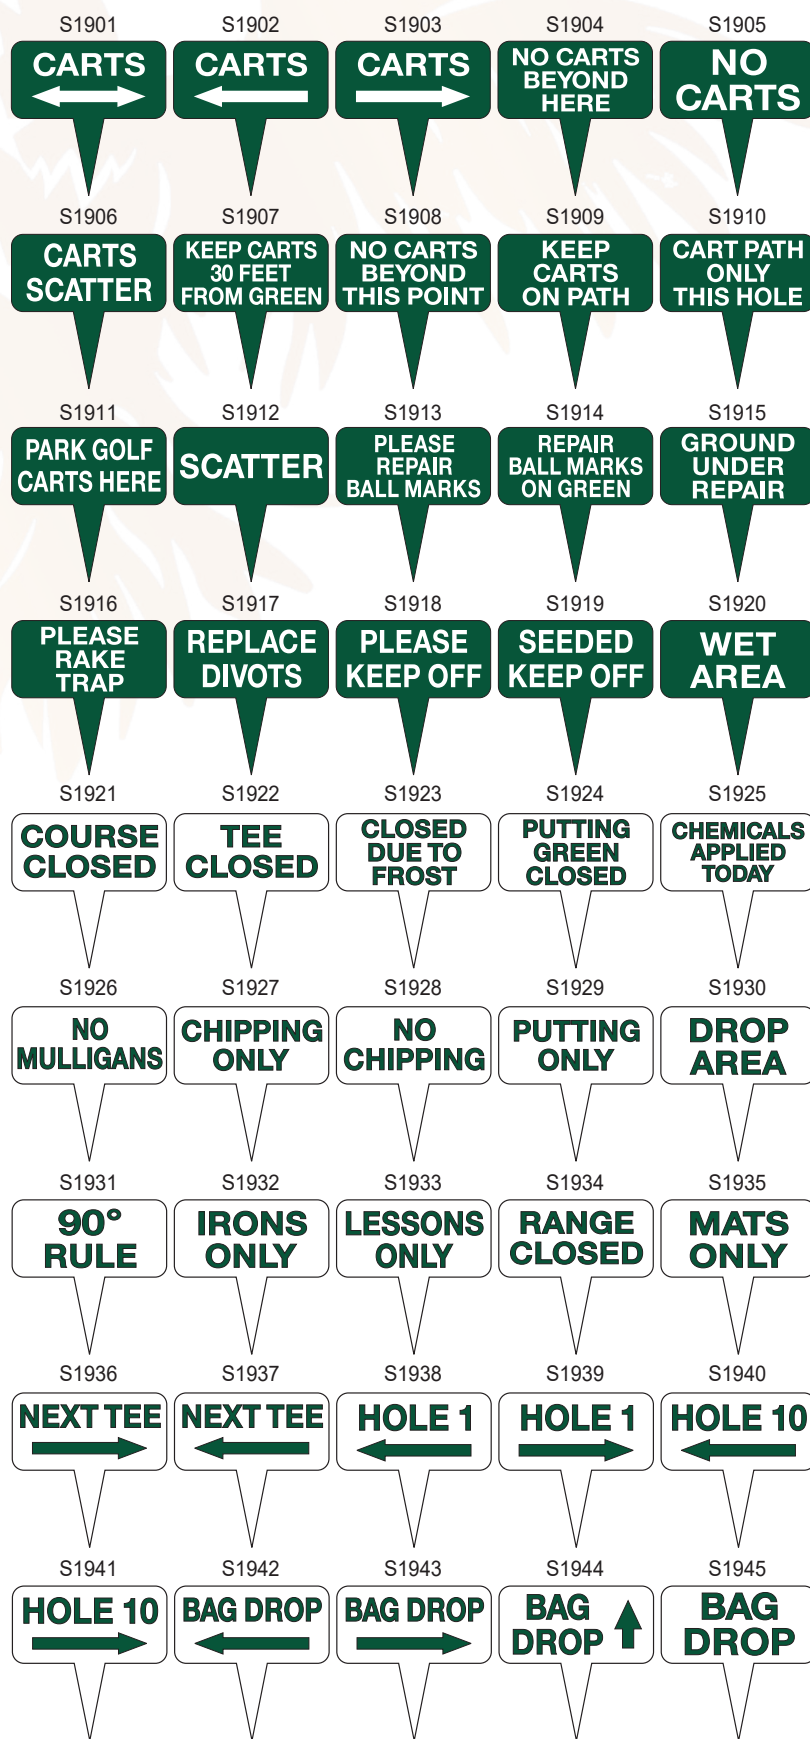 S1901 S1902 S1903 S1904 S1905
CARTS
CARTS
CARTS
NO CARTS
BEYOND
HERE
NO
CARTS
S1906 S1907 S1908 S1909 S1910
CARTS
SCATTER
KEEP CARTS
30 FEET
FROM GREEN
NO CARTS
BEYOND
THIS POINT
KEEP
CARTS
ON PATH
CART PATH
ONLY
THIS HOLE
S1911 S1912 S1913 S1914 S1915
PARK GOLF
CARTS HERE
SCATTER
PLEASE
REPAIR
BALL MARKS
REPAIR
BALL MARKS
ON GREEN
GROUND
UNDER
REPAIR
S1916 S1917 S1918 S1919 S1920
PLEASE
RAKE
TRAP
REPLACE
DIVOTS
PLEASE
KEEP OFF
SEEDED
KEEP OFF
WET
AREA
S1921 S1922 S1923 S1924 S1925
COURSE
CLOSED
TEE
CLOSED
CLOSED
DUE TO
FROST
PUTTING
GREEN
CLOSED
CHEMICALS
APPLIED
TODAY
S1926 S1927 S1928 S1929 S1930
NO
MULLIGANS
CHIPPING
ONLY
NO
CHIPPING
PUTTING
ONLY
DROP
AREA
S1931 S1932 S1933 S1934 S1935
90°
RULE
IRONS
ONLY
LESSONS
ONLY
RANGE
CLOSED
MATS
ONLY
S1936 S1937 S1938 S1939 S1940
NEXT TEE
NEXT TEE
HOLE 1
HOLE 1
HOLE 10
S1941 S1942 S1943 S1944 S1945
HOLE 10
BAG DROP
BAG DROP
BAG
DROP
BAG
DROP